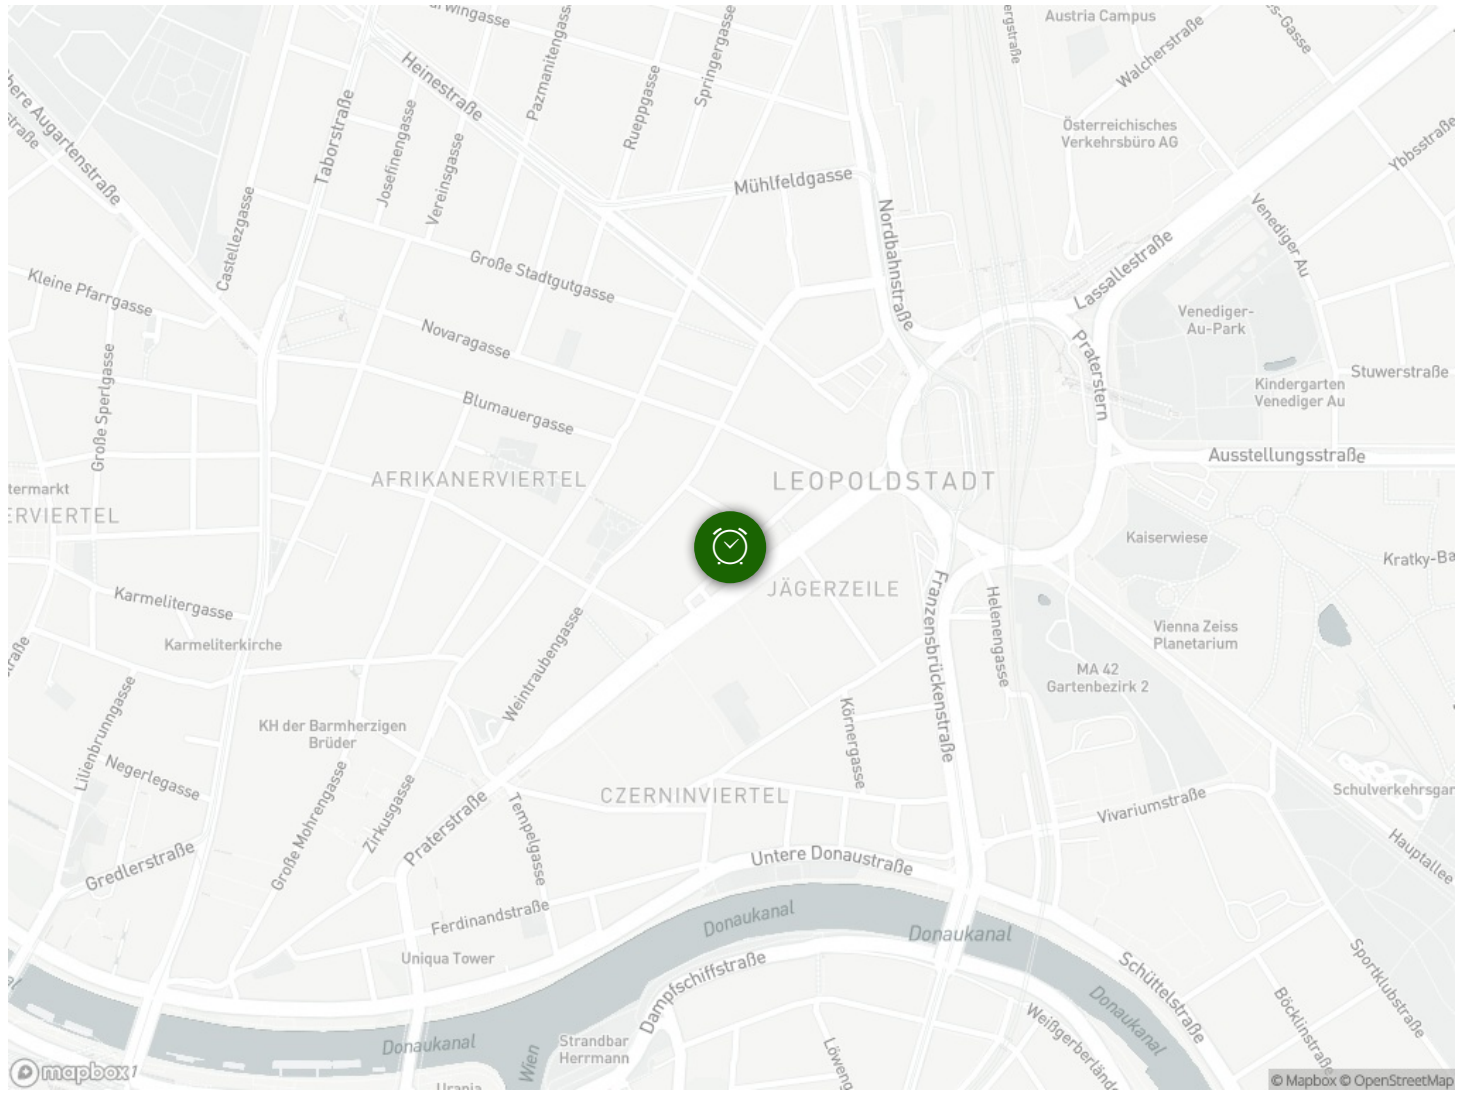 Austria Campus
Walcherstraße
Heinestraße
Pazmanitengasse
Springergasse
Rueppgasse
Taborstraße
Josefinengasse
Vereinsgasse
Österreichisches
Verkehrsbüro AG
Ybbsstraße
Mühlfeldgasse
Nordbahnstraße
Castellezgasse
Venediger Au
Lassallestraße
Große Stadtgutgasse
Kleine Pfarrgasse
Venediger-
Au-Park
Novaragasse
Praterstern
Große Sperlgasse
Stuwerstraße
Kindergarten
Venediger Au
Blumauergasse
Ausstellungsstraße
AFRIKANERVIERTEL
LEOPOLDSTADT
termarkt
ERVIERTEL
Kaiserwiese
Kratky-Ba
JÄGERZEILE
Franzensbrückenstraße
Helenengasse
Karmelitergasse
Karmeliterkirche
Weintraubengasse
Vienna Zeiss
Planetarium
MA 42
Gartenbezirk 2
Lilienbrunngasse
KH der Barmherzigen
Brüder
Körnergasse
Negerlegasse
Große Mohrengasse
Zirkusgasse
Praterstraße
Tempelgasse
CZERNINVIERTEL
Vivariumstraße
Schulverkehrsgar
Hauptallee
Gredlerstraße
Untere Donaustraße
Ferdinandstraße
Donaukanal
Donaukanal
Uniqua Tower
Dampfschiffstraße
Schüttelstraße
Sportklubstraße
Böcklinstraße
Donaukanal
Weißgerberlände
Donaukanal
Wien
Strandbar
Herrmann
Löweng
Urania
mapbox
© Mapbox © OpenStreetMap